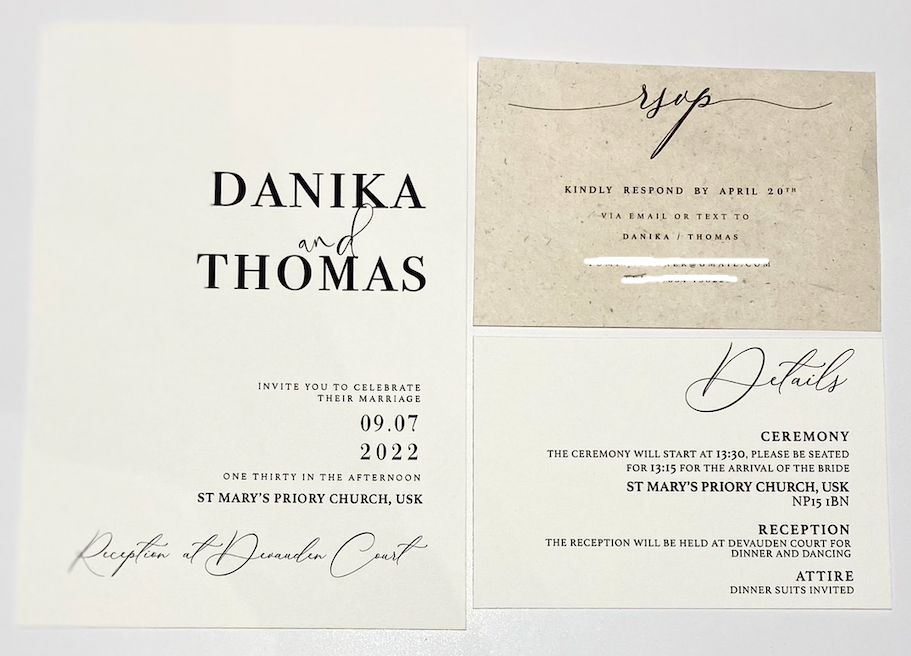 DANIKA
and
THOMAS
INVITE YOU TO CELEBRATE
THEIR MARRIAGE
09.07
2022
ONE THIRTY IN THE AFTERNOON
ST MARY'S PRIORY CHURCH, USK
Reception at Devauden Court
rsvp
KINDLY RESPOND BY APRIL 20TH
VIA EMAIL OR TEXT TO
DANIKA / THOMAS
Details
CEREMONY
THE CEREMONY WILL START AT 13:30, PLEASE BE SEATED
FOR 13:15 FOR THE ARRIVAL OF THE BRIDE
ST MARY'S PRIORY CHURCH, USK
NP15 1BN
RECEPTION
THE RECEPTION WILL BE HELD AT DEVAUDEN COURT FOR
DINNER AND DANCING
ATTIRE
DINNER SUITS INVITED